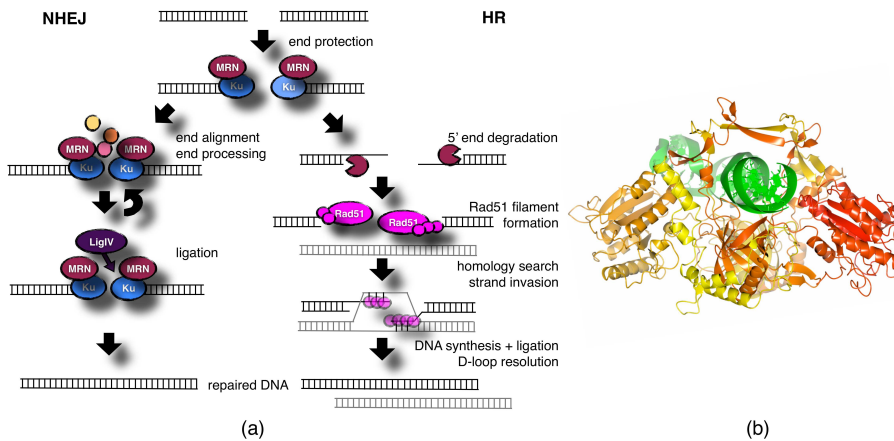 NHEJ
HR
end protection
MRN
MRN
Ku
Ku
end alignment
end processing
MRN
MRN
Ku
Ku
5' end degradation
Rad51
Rad51
Rad51 filament
formation
LigIV
ligation
MRN
MRN
Ku
Ku
homology search
strand invasion
DNA synthesis + ligation
D-loop resolution
repaired DNA
(a)
(b)